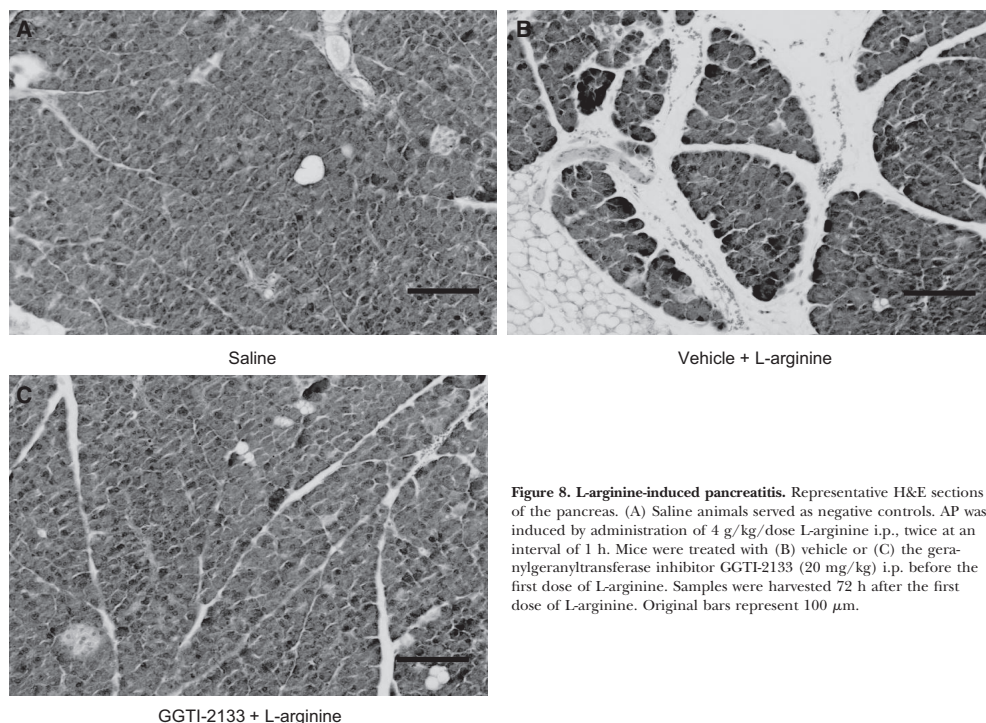 A
B
Saline
Vehicle + L-arginine
C
GGTI-2133 + L-arginine
Figure 8. L-arginine-induced pancreatitis. Representative H&E sections
of the pancreas. (A) Saline animals served as negative controls. AP was
induced by administration of 4 g/kg/dose L-arginine i.p., twice at an
interval of 1 h. Mice were treated with (B) vehicle or (C) the gera-
nylgeranyltransferase inhibitor GGTI-2133 (20 mg/kg) i.p. before the
first dose of L-arginine. Samples were harvested 72 h after the first
dose of L-arginine. Original bars represent 100 μm.